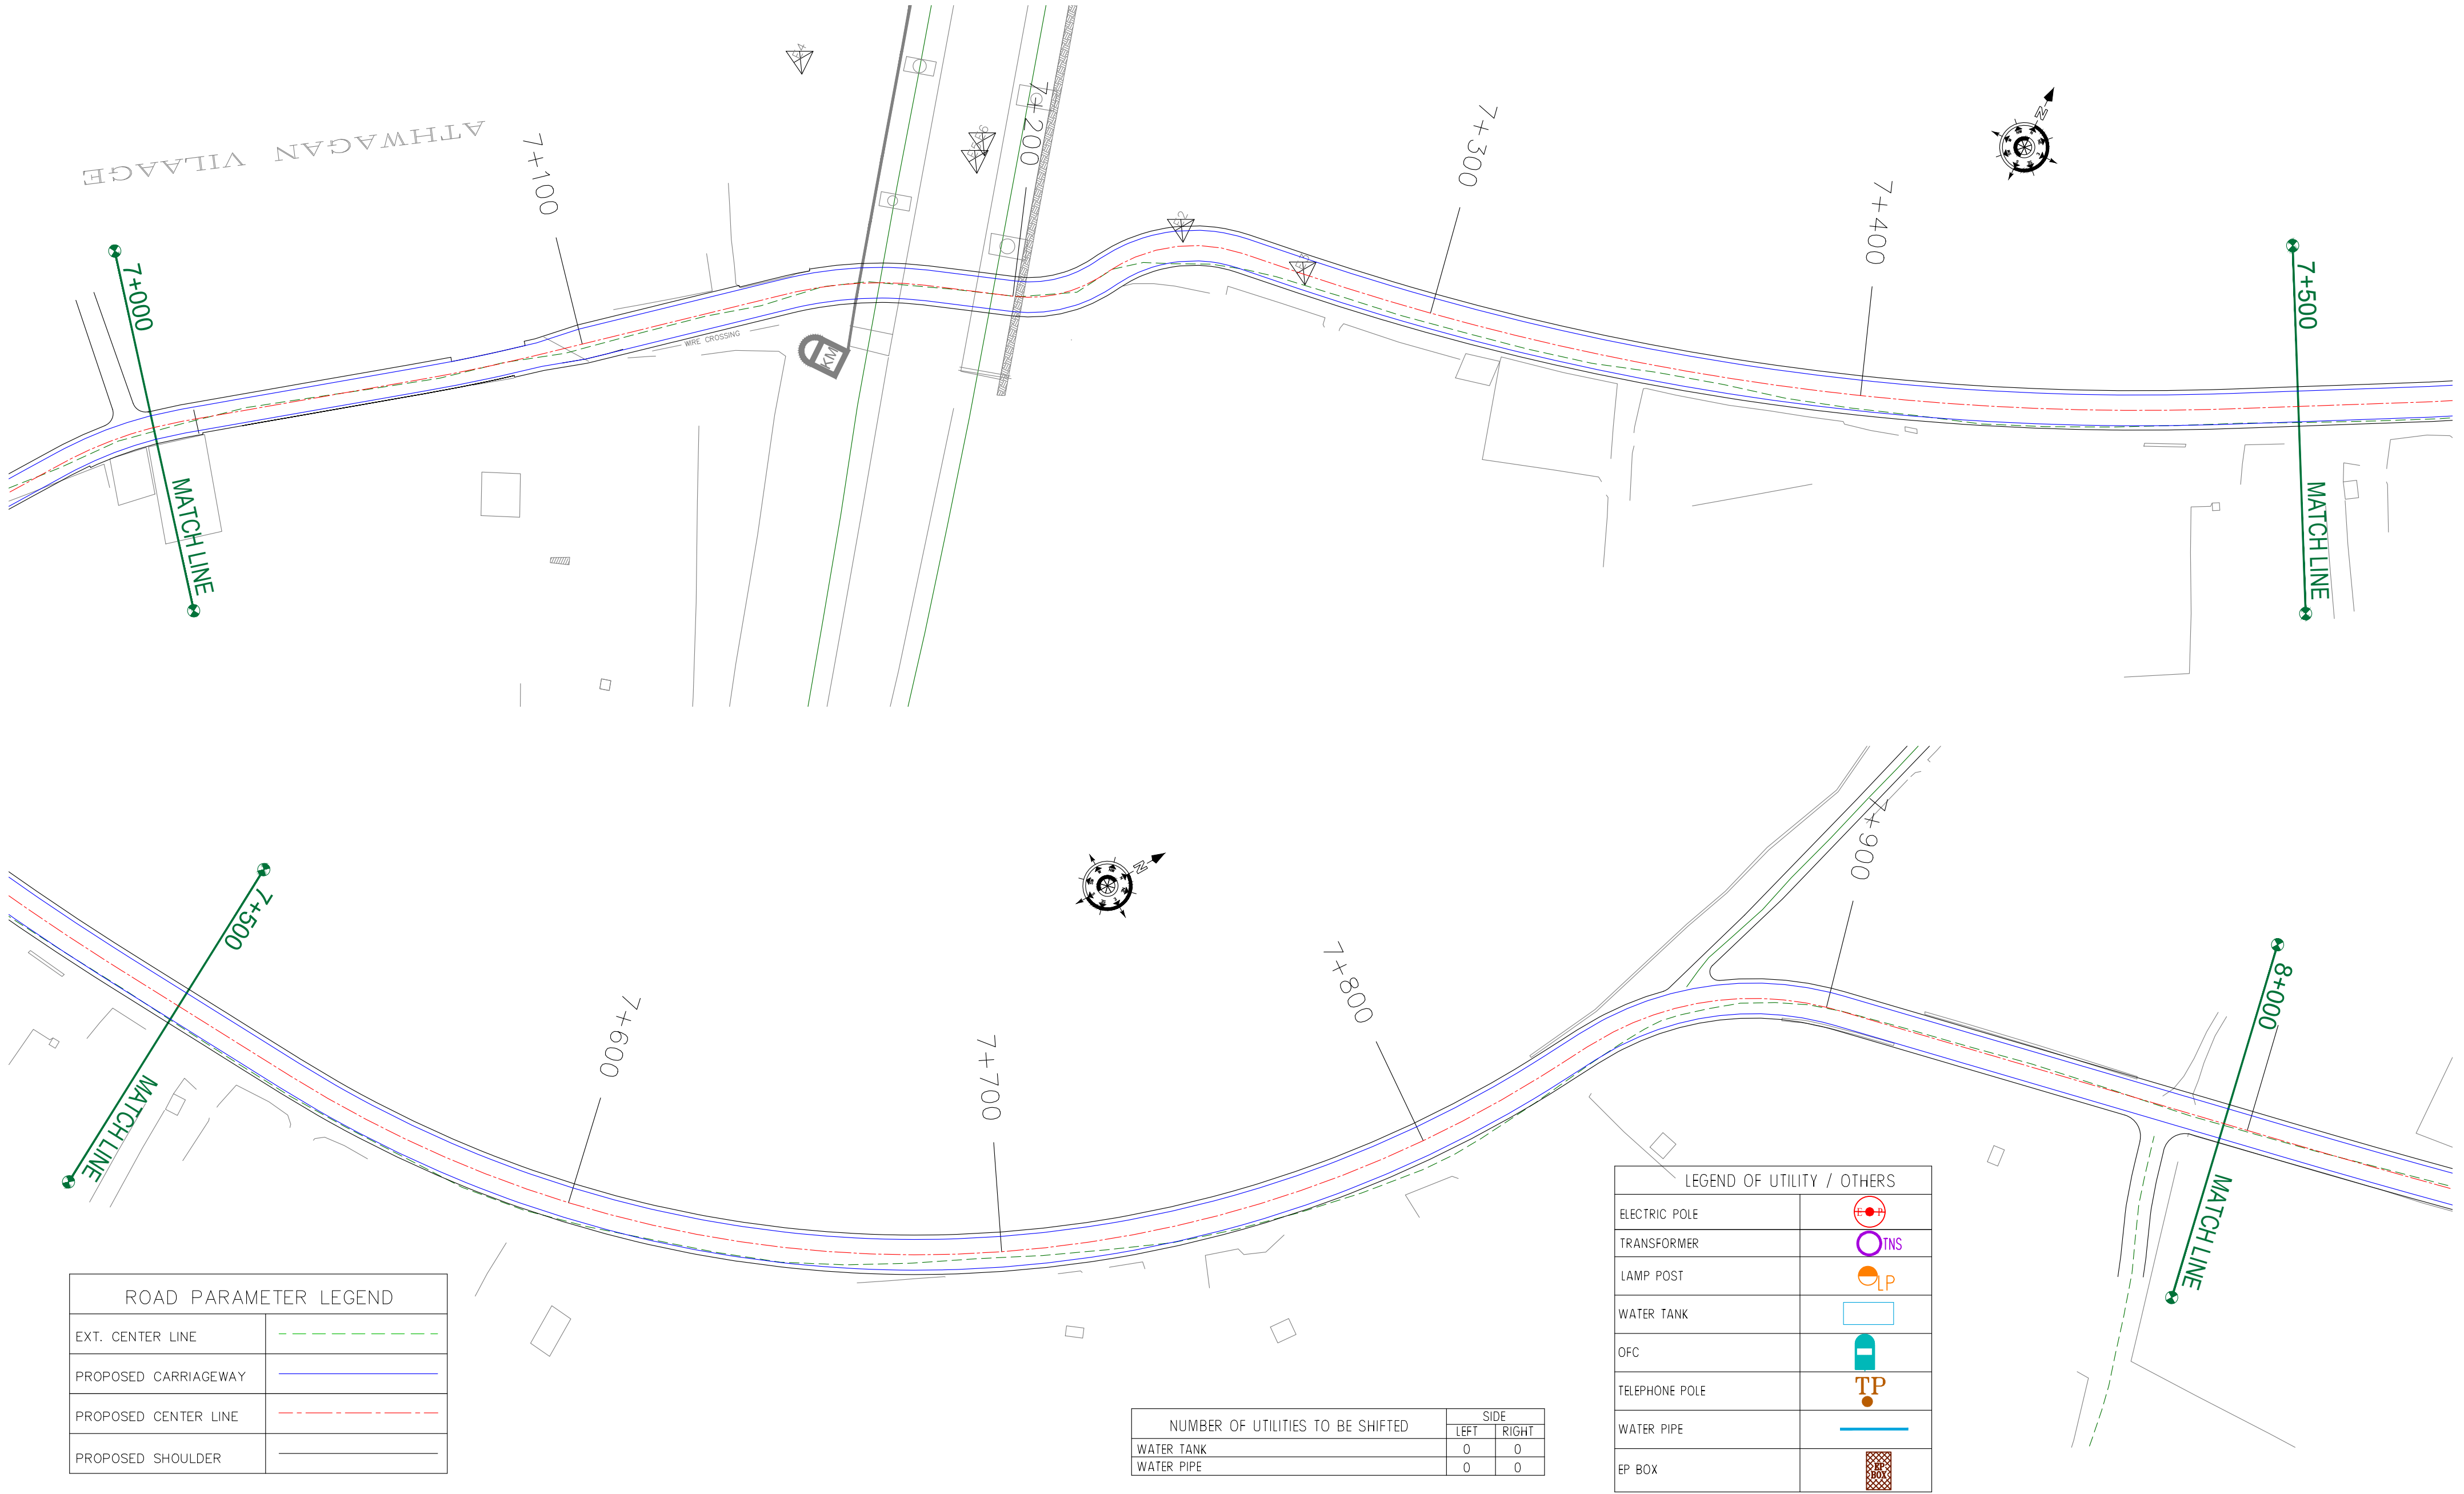 ATHWAGAN VILAAGE
7+000
MATCH LINE
7+100
WIRE CROSSING
KM
7+200
7+300
7+400
N
7+500
MATCH LINE
7+500
MATCH LINE
7+600
7+700
N
7+800
7+900
8+000
MATCH LINE
ROAD PARAMETER LEGEND
EXT. CENTER LINE
PROPOSED CARRIAGEWAY
PROPOSED CENTER LINE
PROPOSED SHOULDER
NUMBER OF UTILITIES TO BE SHIFTED SIDE
LEFT RIGHT
WATER TANK 0 0
WATER PIPE 0 0
LEGEND OF UTILITY / OTHERS
ELECTRIC POLE E P
TRANSFORMER TNS
LAMP POST LP
WATER TANK
OFC
TELEPHONE POLE TP
WATER PIPE
EP BOX EP BOX